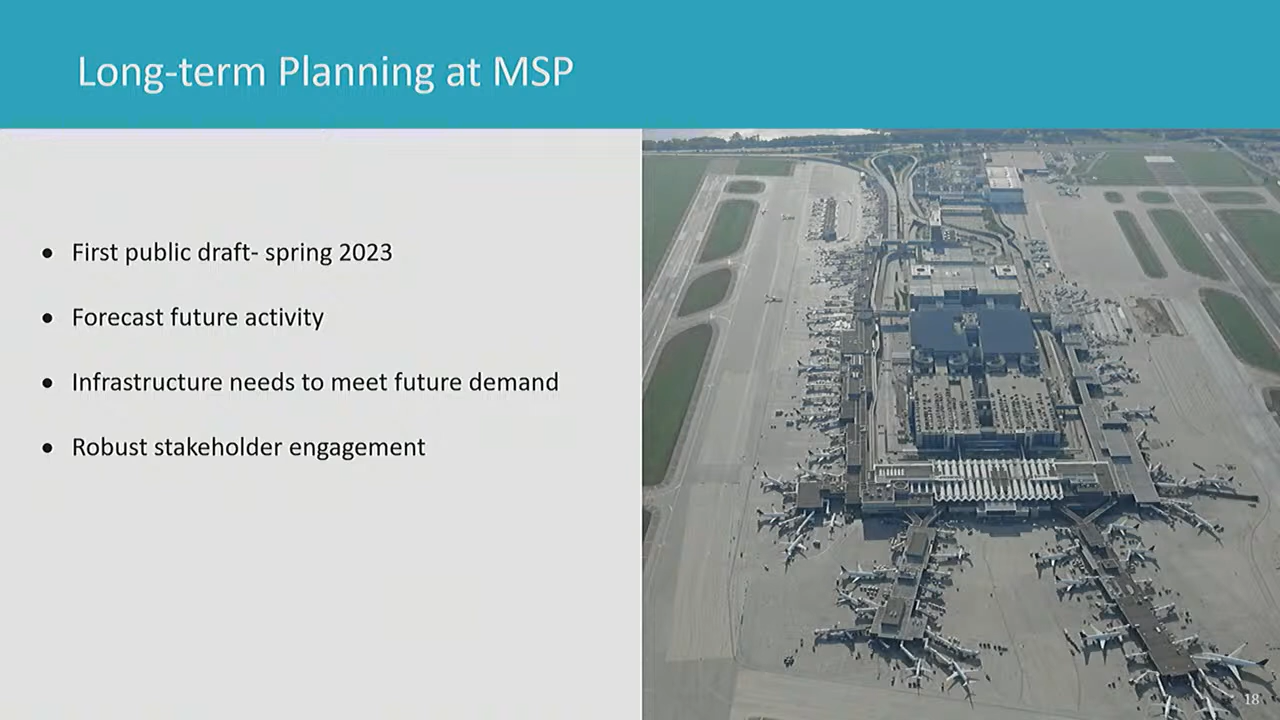 Long-term Planning at MSP
• First public draft- spring 2023
• Forecast future activity
• Infrastructure needs to meet future demand
• Robust stakeholder engagement
18